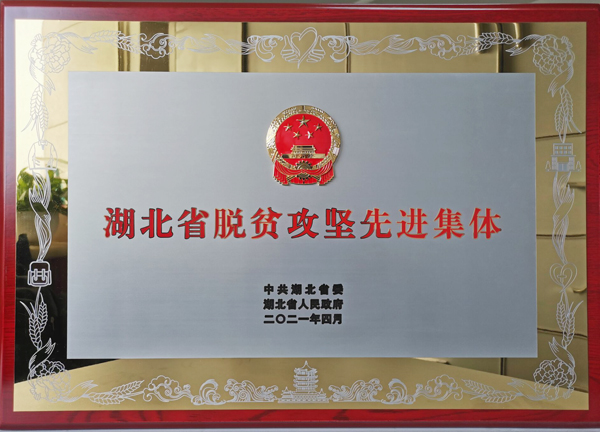 湖北省脱贫攻坚先进集体
中共湖北省委
湖北省人民政府
二〇二一年四月